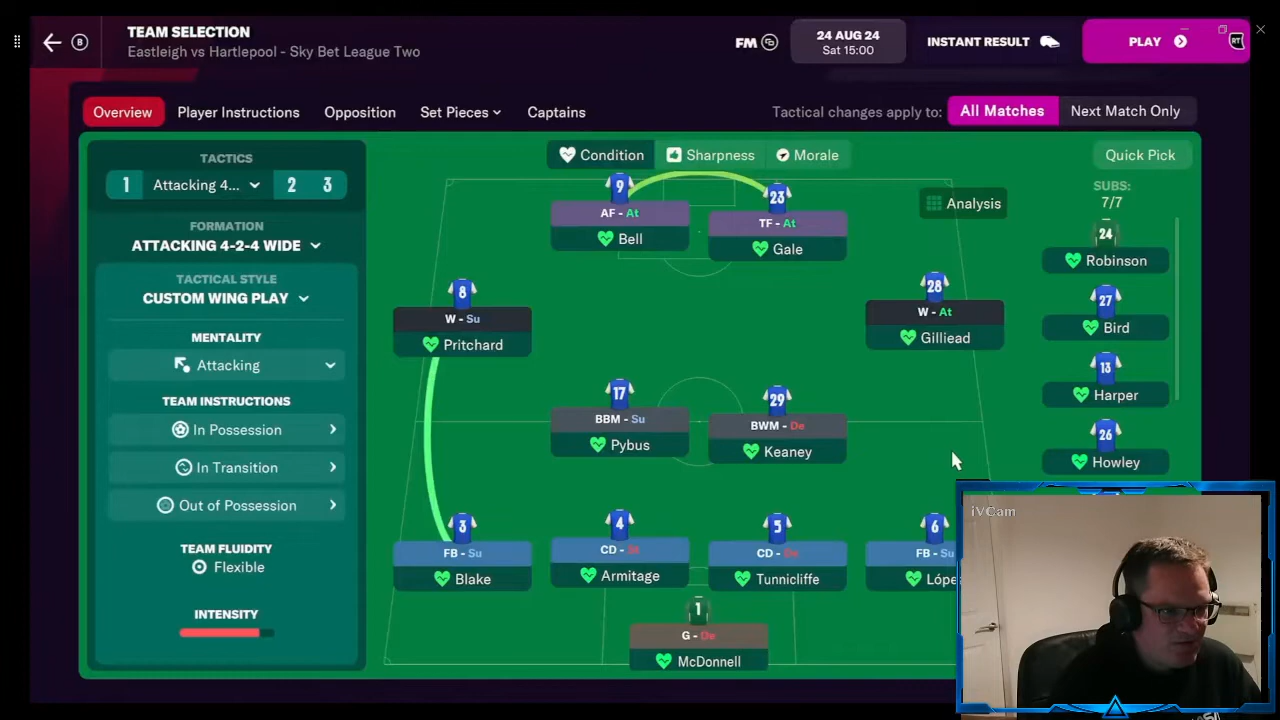 B
TEAM SELECTION
Eastleigh vs Hartlepool - Sky Bet League Two
FM
24 AUG 24
Sat 15:00
INSTANT RESULT
PLAY
RT
Overview
Player Instructions
Opposition
Set Pieces
Captains
Tactical changes apply to:
All Matches
Next Match Only
TACTICS
1
Attacking 4...
2
3
FORMATION
ATTACKING 4-2-4 WIDE
TACTICAL STYLE
CUSTOM WING PLAY
MENTALITY
Attacking
TEAM INSTRUCTIONS
In Possession
In Transition
Out of Possession
TEAM FLUIDITY
Flexible
INTENSITY
Condition
Sharpness
Morale
Quick Pick
Analysis
9
AF - At
Bell
23
TF - At
Gale
8
W - Su
Pritchard
28
W - At
Gilliead
17
BBM - Su
Pybus
29
BWM - De
Keaney
3
FB - Su
Blake
4
CD - St
Armitage
5
CD - De
Tunnicliffe
6
FB - Su
Lópe
1
G - De
McDonnell
SUBS:
7/7
24
Robinson
27
Bird
13
Harper
26
Howley
iVCam